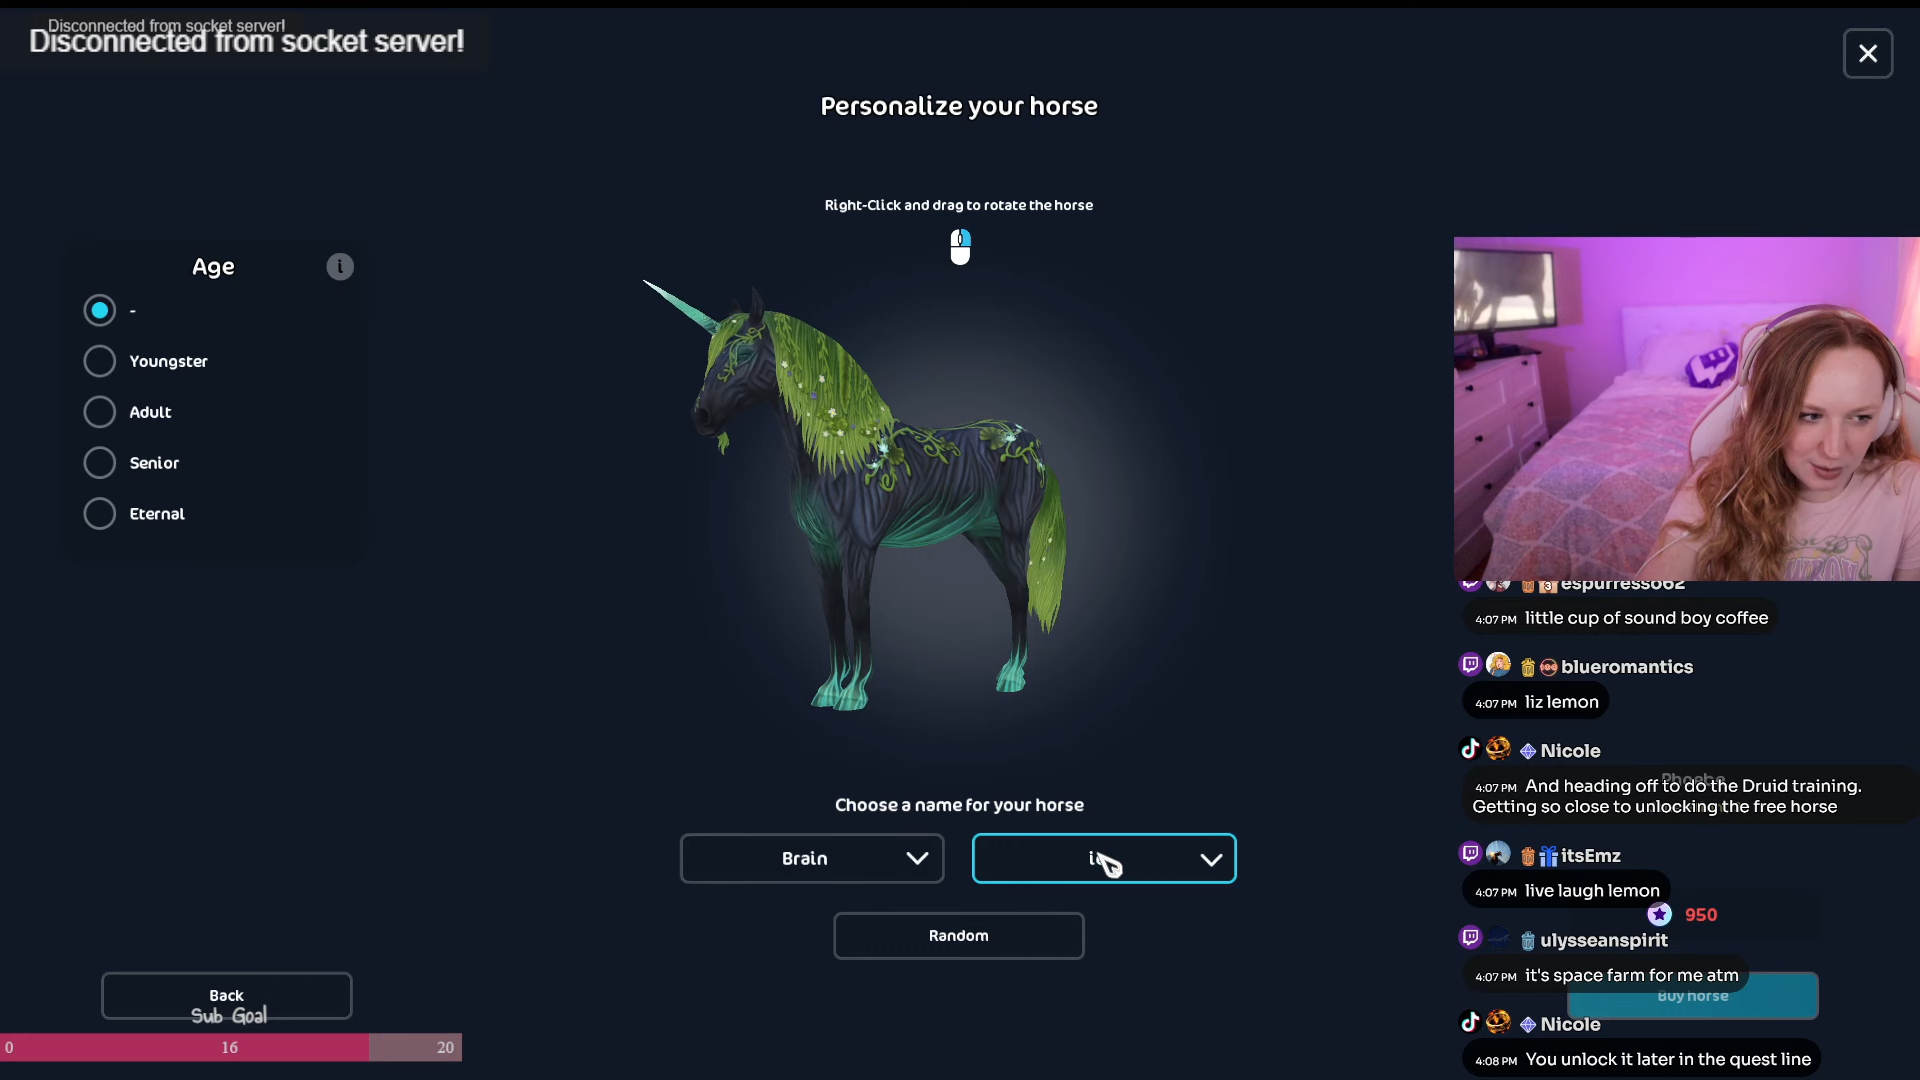 Disconnected from socket server!
Disconnected from socket server!
Personalize your horse
Right-Click and drag to rotate the horse
Age
i
-
Youngster
Adult
Senior
Eternal
Choose a name for your horse
Brain
Random
Back
Sub Goal
0 16 20
Buy horse
950
espurresso62
4:07 PM little cup of sound boy coffee
blueromantics
4:07 PM liz lemon
Nicole
Phoebe
4:07 PM And heading off to do the Druid training.
Getting so close to unlocking the free horse
itsEmz
4:07 PM live laugh lemon
ulysseanspirit
4:07 PM it's space farm for me atm
Nicole
4:08 PM You unlock it later in the quest line